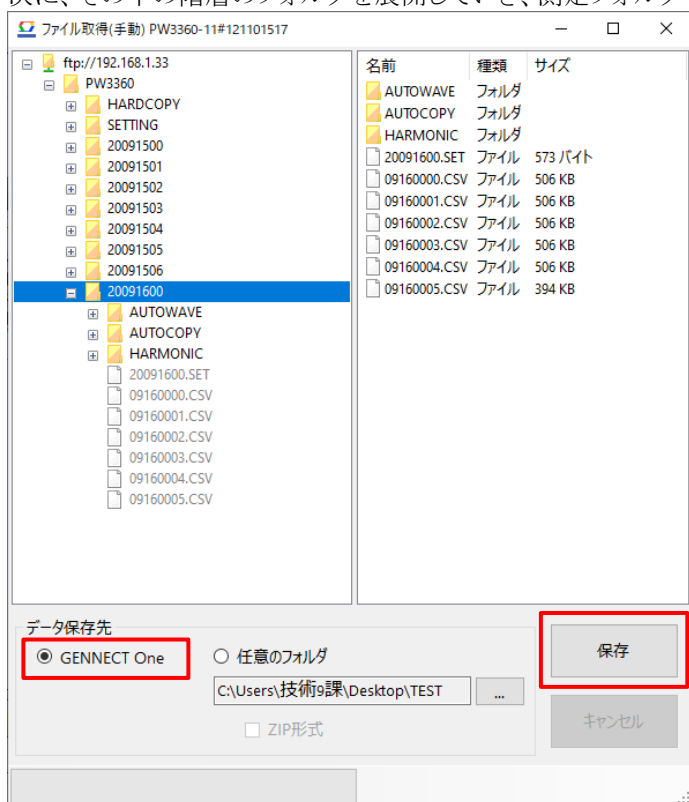 ファイル取得(手動) PW3360-11#121101517
ftp://192.168.1.33
PW3360
HARDCOPY
SETTING
20091500
20091501
20091502
20091503
20091504
20091505
20091506
20091600
AUTOWAVE
AUTOCOPY
HARMONIC
20091600.SET
09160000.CSV
09160001.CSV
09160002.CSV
09160003.CSV
09160004.CSV
09160005.CSV
名前 種類 サイズ
AUTOWAVE フォルダ
AUTOCOPY フォルダ
HARMONIC フォルダ
20091600.SET ファイル 573 バイト
09160000.CSV ファイル 506 KB
09160001.CSV ファイル 506 KB
09160002.CSV ファイル 506 KB
09160003.CSV ファイル 506 KB
09160004.CSV ファイル 506 KB
09160005.CSV ファイル 394 KB
データ保存先
GENNECT One
任意のフォルダ
C:\Users\技術9課\Desktop\TEST
...
ZIP形式
保存
キャンセル